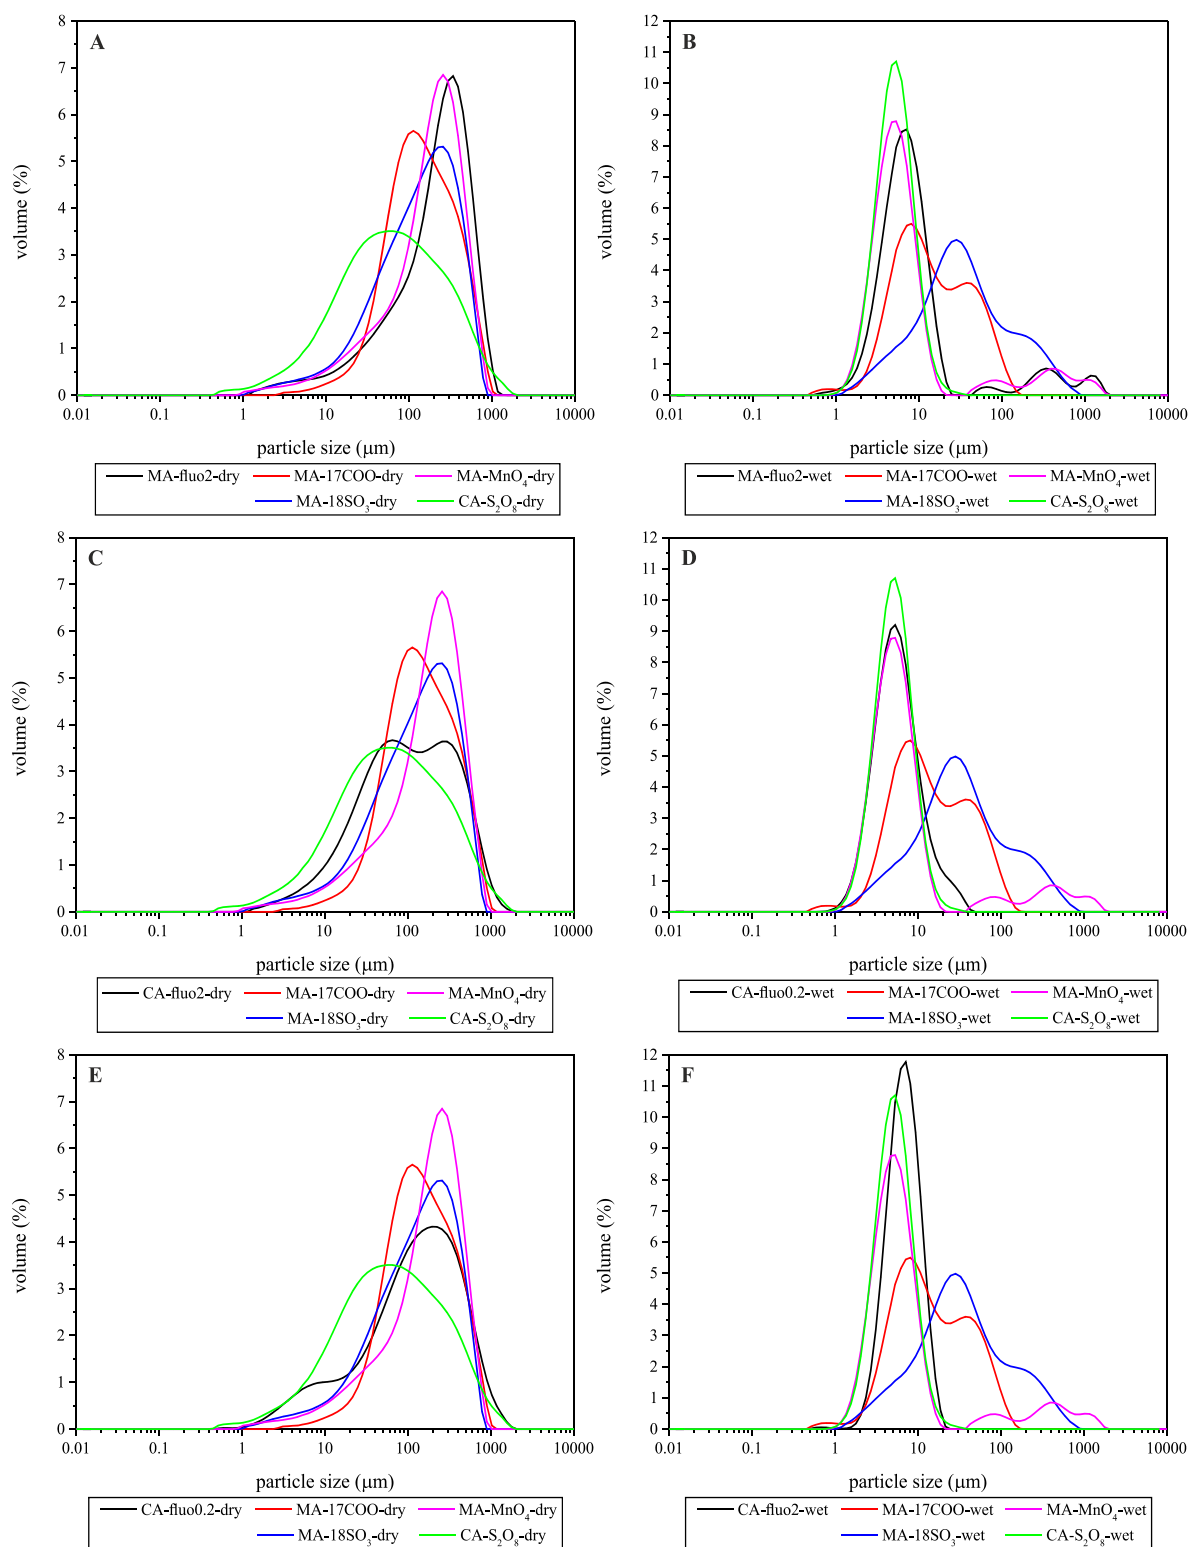 A
8
7
6
5
4
3
2
1
0
volume (%)
0.01 0.1 1 10 100 1000 10000
particle size (μm)
MA-fluo2-dry MA-17COO-dry MA-MnO₄-dry
MA-18SO₃-dry CA-S₂O₈-dry
B
12
11
10
9
8
7
6
5
4
3
2
1
0
volume (%)
0.01 0.1 1 10 100 1000 10000
particle size (μm)
MA-fluo2-wet MA-17COO-wet MA-MnO₄-wet
MA-18SO₃-wet CA-S₂O₈-wet
C
8
7
6
5
4
3
2
1
0
volume (%)
0.01 0.1 1 10 100 1000 10000
particle size (μm)
CA-fluo2-dry MA-17COO-dry MA-MnO₄-dry
MA-18SO₃-dry CA-S₂O₈-dry
D
12
11
10
9
8
7
6
5
4
3
2
1
0
volume (%)
0.01 0.1 1 10 100 1000 10000
particle size (μm)
CA-fluo0.2-wet MA-17COO-wet MA-MnO₄-wet
MA-18SO₃-wet CA-S₂O₈-wet
E
8
7
6
5
4
3
2
1
0
volume (%)
0.01 0.1 1 10 100 1000 10000
particle size (μm)
CA-fluo0.2-dry MA-17COO-dry MA-MnO₄-dry
MA-18SO₃-dry CA-S₂O₈-dry
F
12
11
10
9
8
7
6
5
4
3
2
1
0
volume (%)
0.01 0.1 1 10 100 1000 10000
particle size (μm)
CA-fluo2-wet MA-17COO-wet MA-MnO₄-wet
MA-18SO₃-wet CA-S₂O₈-wet